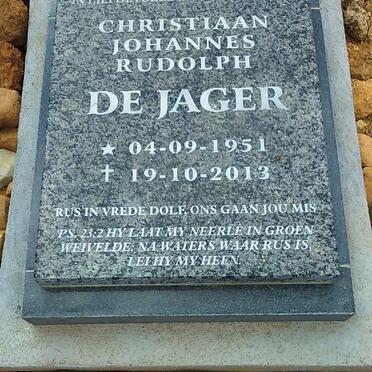 CHRISTIAAN
JOHANNES
RUDOLPH
DE JAGER
★ 04-09-1951
† 19-10-2013
RUS IN VREDE DOLF, ONS GAAN JOU MIS
PS. 23:2 HY LAAT MY NEERLÊ IN GROEN
WEIVELDE; NA WATERS WAAR RUS IS,
LEI HY MY HEEN.